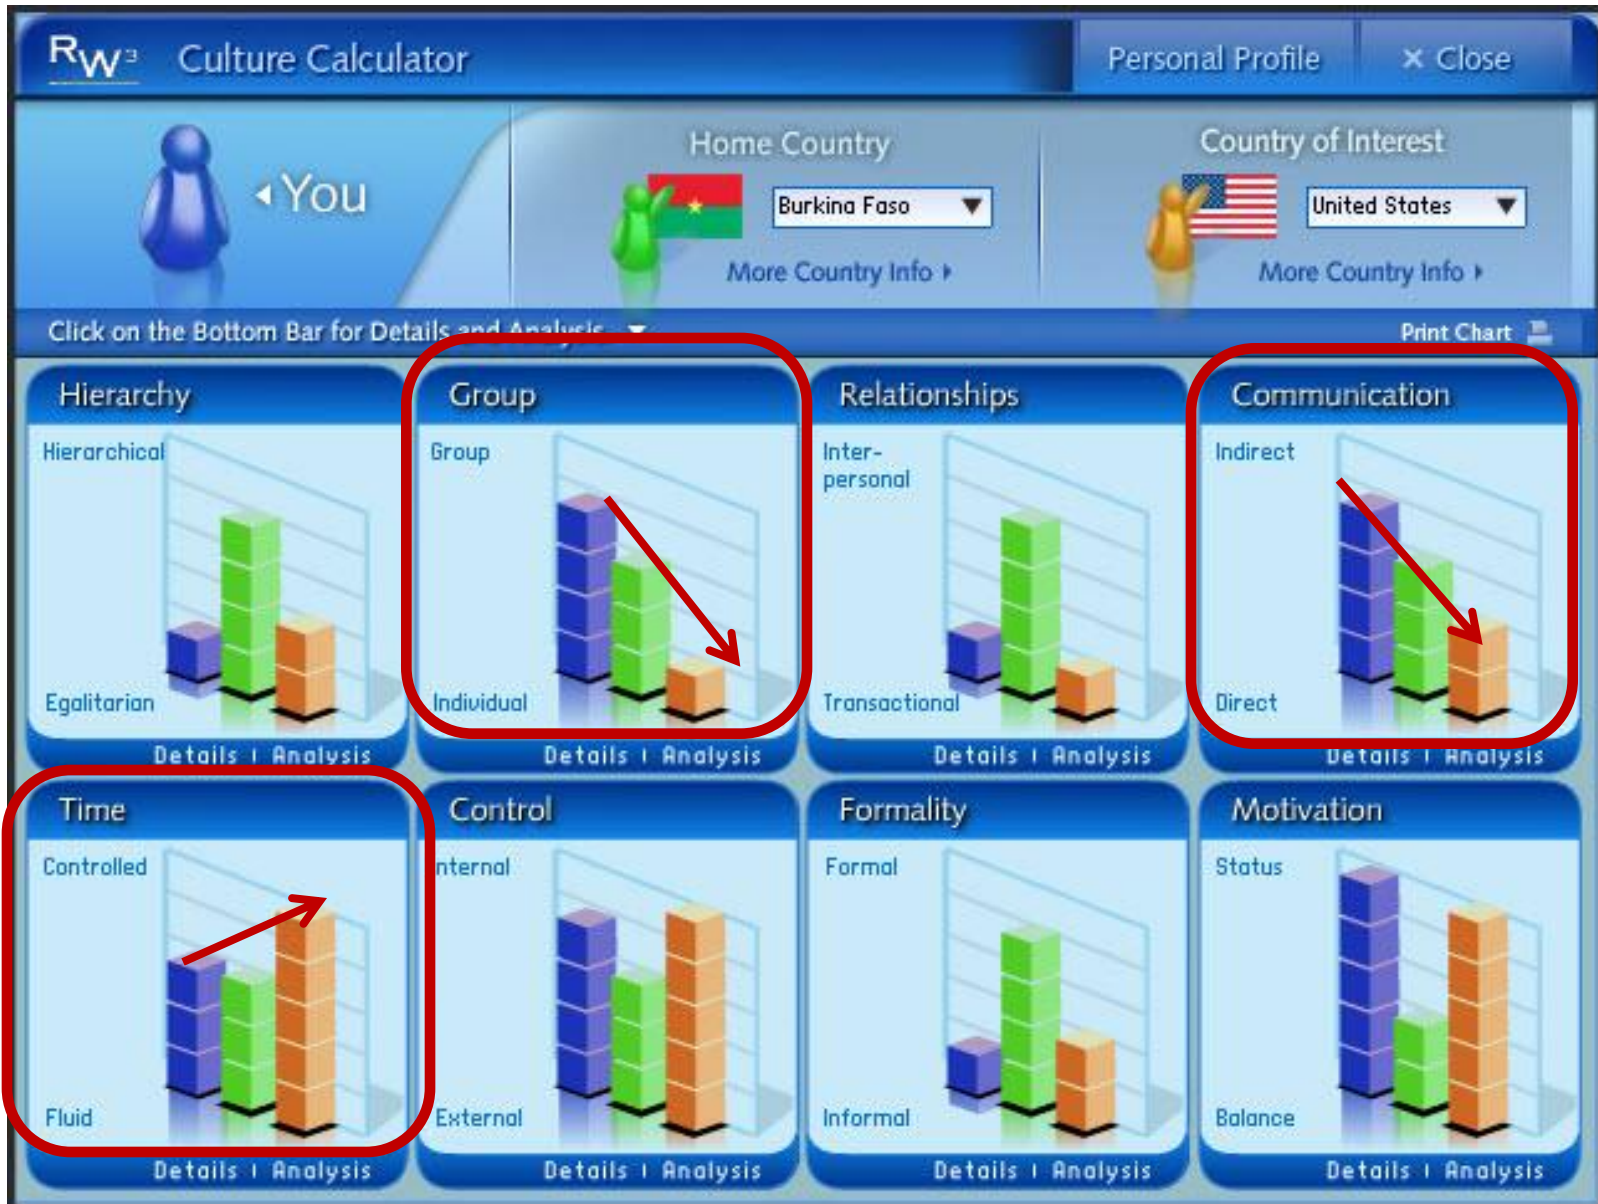 RW³ Culture Calculator Personal Profile × Close
Home Country Country of Interest
◂ You
Burkina Faso ▼ United States ▼
More Country Info ▸ More Country Info ▸
Click on the Bottom Bar for Details and Analysis Print Chart
Hierarchy
Hierarchical
Egalitarian
Details | Analysis
Group
Group
Individual
Details | Analysis
Relationships
Inter-
personal
Transactional
Details | Analysis
Communication
Indirect
Direct
Details | Analysis
Time
Controlled
Fluid
Details | Analysis
Control
nternal
External
Details | Analysis
Formality
Formal
Informal
Details | Analysis
Motivation
Status
Balance
Details | Analysis